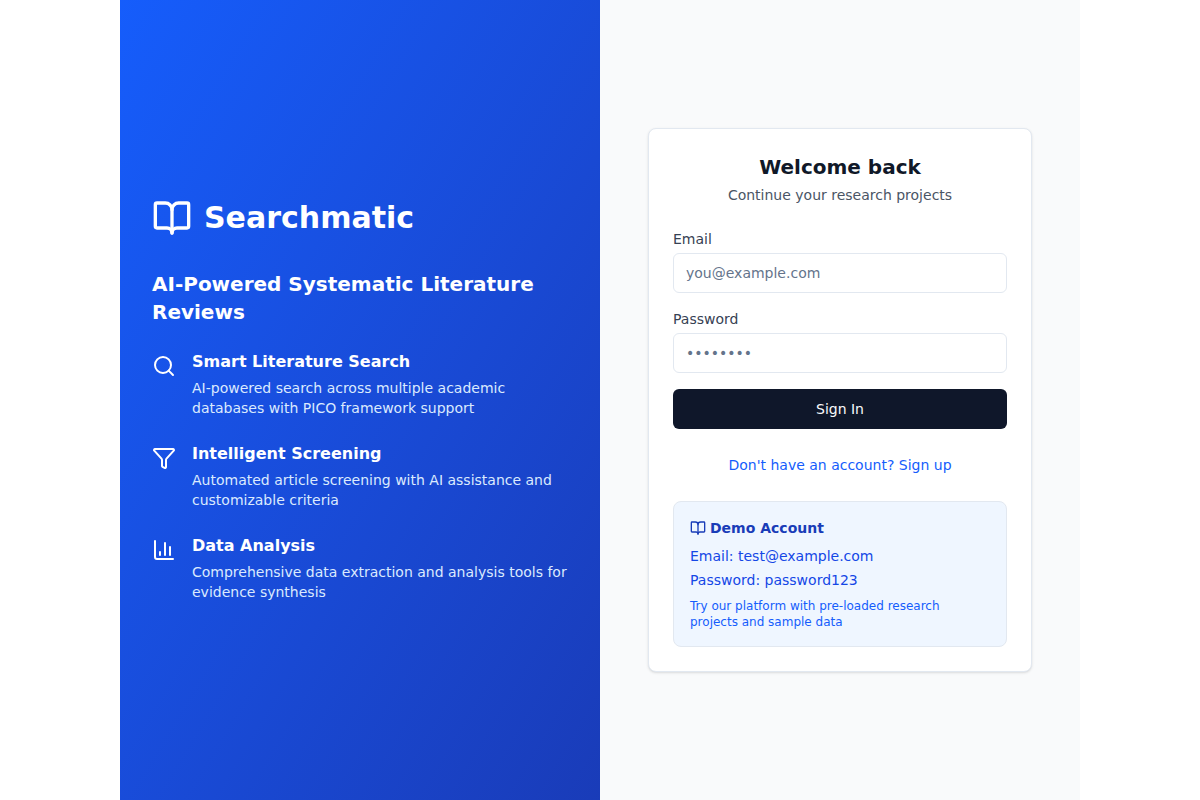 Searchmatic
AI-Powered Systematic Literature
Reviews
Smart Literature Search
AI-powered search across multiple academic
databases with PICO framework support
Intelligent Screening
Automated article screening with AI assistance and
customizable criteria
Data Analysis
Comprehensive data extraction and analysis tools for
evidence synthesis
Welcome back
Continue your research projects
Email
you@example.com
Password
••••••••
Sign In
Don't have an account? Sign up
Demo Account
Email: test@example.com
Password: password123
Try our platform with pre-loaded research
projects and sample data